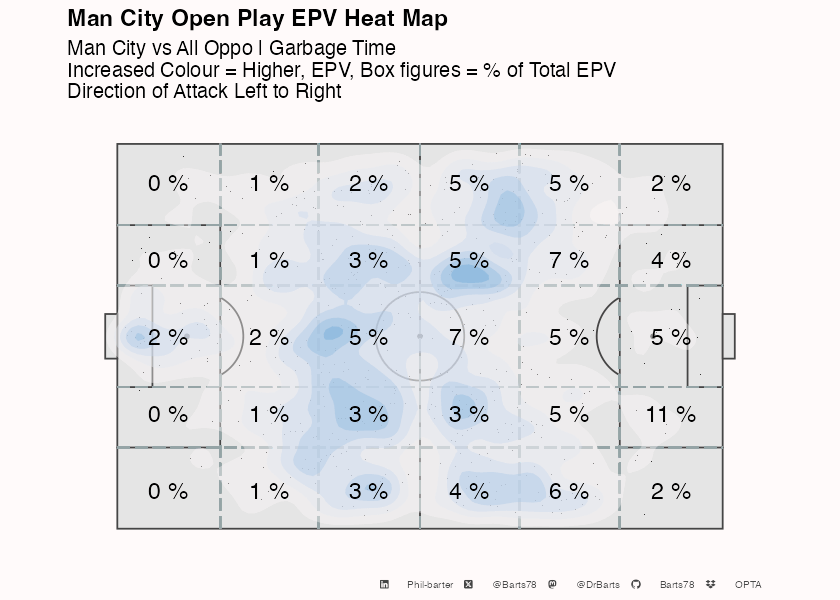 Man City Open Play EPV Heat Map
Man City vs All Oppo | Garbage Time
Increased Colour = Higher, EPV, Box figures = % of Total EPV
Direction of Attack Left to Right
0 % 1 % 2 % 5 % 5 % 2 %
0 % 1 % 3 % 5 % 7 % 4 %
2 % 2 % 5 % 7 % 5 % 5 %
0 % 1 % 3 % 3 % 5 % 11 %
0 % 1 % 3 % 4 % 6 % 2 %
Phil-barter @Barts78 @DrBarts Barts78 OPTA